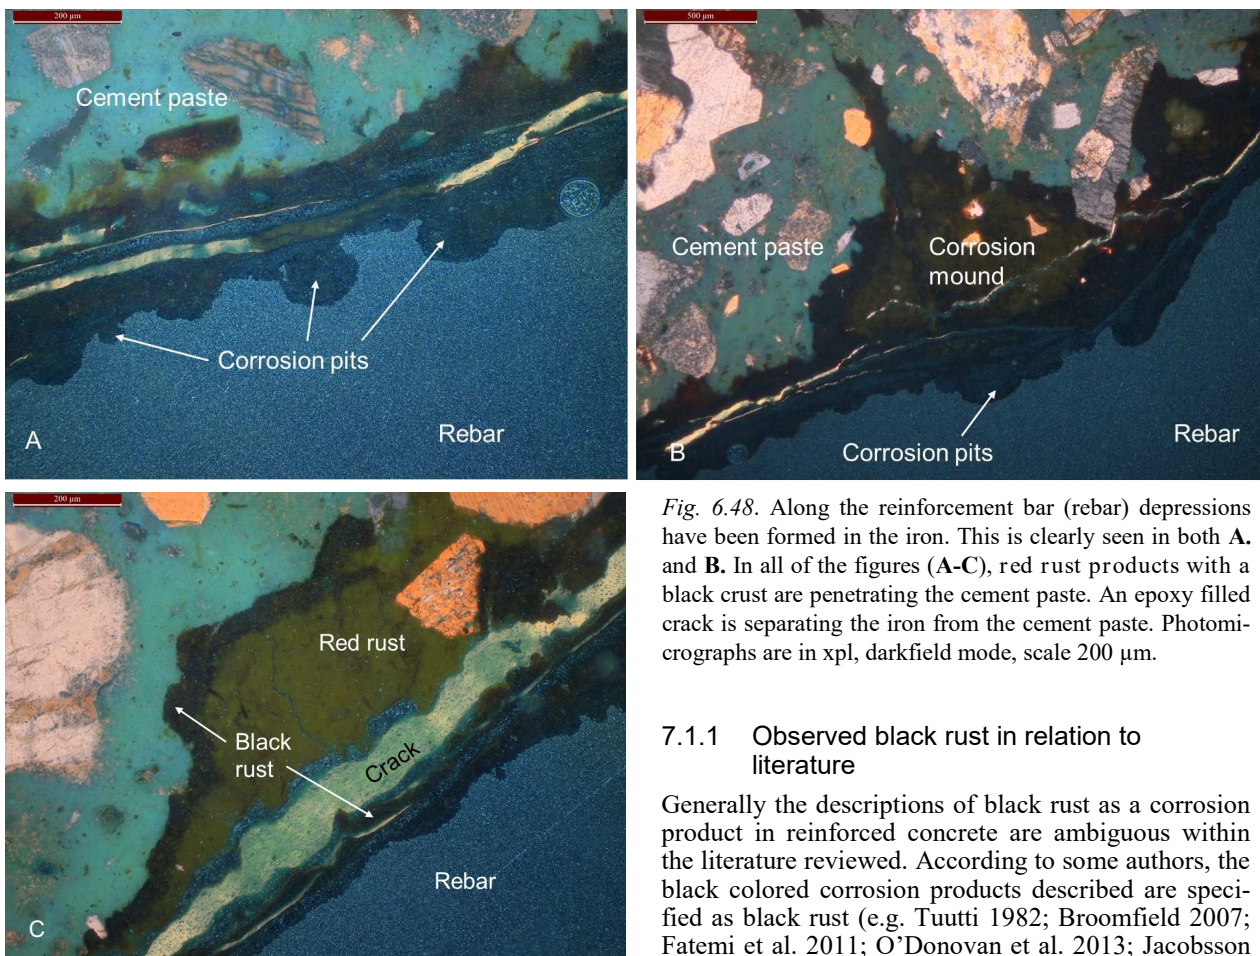 200 µm
Cement paste
Corrosion pits
Rebar
A
500 µm
Cement paste
Corrosion
mound
Corrosion pits
Rebar
B
200 µm
Red rust
Black
rust
Crack
Rebar
C
Fig. 6.48. Along the reinforcement bar (rebar) depressions
have been formed in the iron. This is clearly seen in both A.
and B. In all of the figures (A-C), red rust products with a
black crust are penetrating the cement paste. An epoxy filled
crack is separating the iron from the cement paste. Photomi-
crographs are in xpl, darkfield mode, scale 200 µm.
7.1.1 Observed black rust in relation to
literature
Generally the descriptions of black rust as a corrosion
product in reinforced concrete are ambiguous within
the literature reviewed. According to some authors, the
black colored corrosion products described are speci-
fied as black rust (e.g. Tuutti 1982; Broomfield 2007;
Fatemi et al. 2011; O’Donovan et al. 2013; Jacobsson